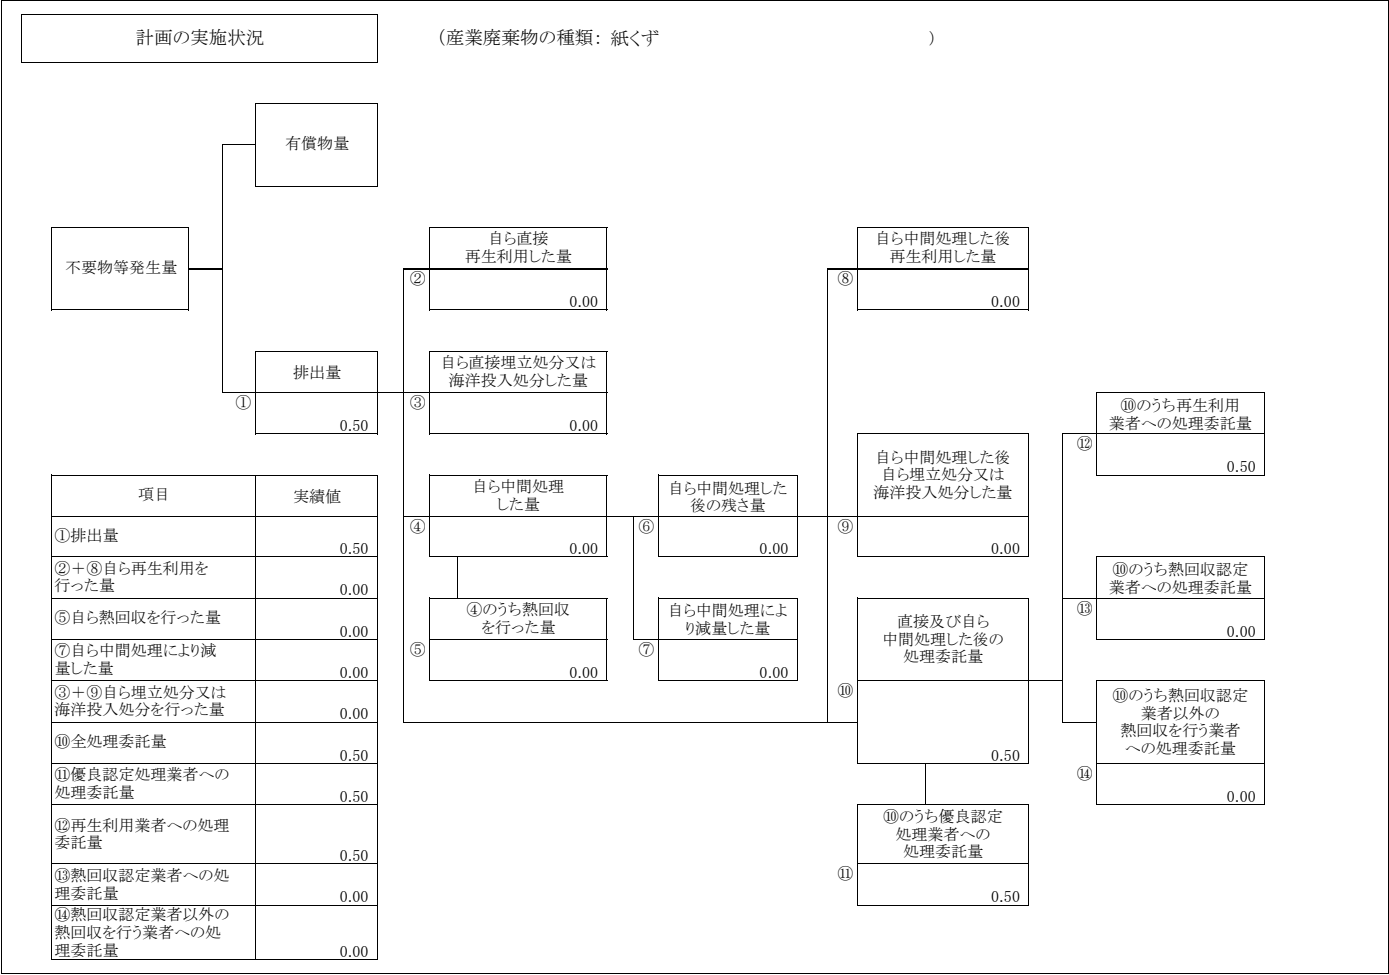 計画の実施状況
（産業廃棄物の種類： 紙くず ）
有償物量
不要物等発生量
自ら直接
再生利用した量
②
0.00
自ら中間処理した後
再生利用した量
⑧
0.00
排出量
①
0.50
自ら直接埋立処分又は
海洋投入処分した量
③
0.00
⑩のうち再生利用
業者への処理委託量
⑫
0.50
自ら中間処理
した量
④
0.00
自ら中間処理した
後の残さ量
⑥
0.00
自ら中間処理した後
自ら埋立処分又は
海洋投入処分した量
⑨
0.00
④のうち熱回収
を行った量
⑤
0.00
自ら中間処理によ
り減量した量
⑦
0.00
直接及び自ら
中間処理した後の
処理委託量
⑩
0.50
⑩のうち熱回収認定
業者への処理委託量
⑬
0.00
⑩のうち熱回収認定
業者以外の
熱回収を行う業者
への処理委託量
⑭
0.00
⑩のうち優良認定
処理業者への
処理委託量
⑪
0.50
項目 実績値
①排出量
0.50
②＋⑧自ら再生利用を
行った量
0.00
⑤自ら熱回収を行った量
0.00
⑦自ら中間処理により減
量した量
0.00
③＋⑨自ら埋立処分又は
海洋投入処分を行った量
0.00
⑩全処理委託量
0.50
⑪優良認定処理業者への
処理委託量
0.50
⑫再生利用業者への処理
委託量
0.50
⑬熱回収認定業者への処
理委託量
0.00
⑭熱回収認定業者以外の
熱回収を行う業者への処
理委託量
0.00